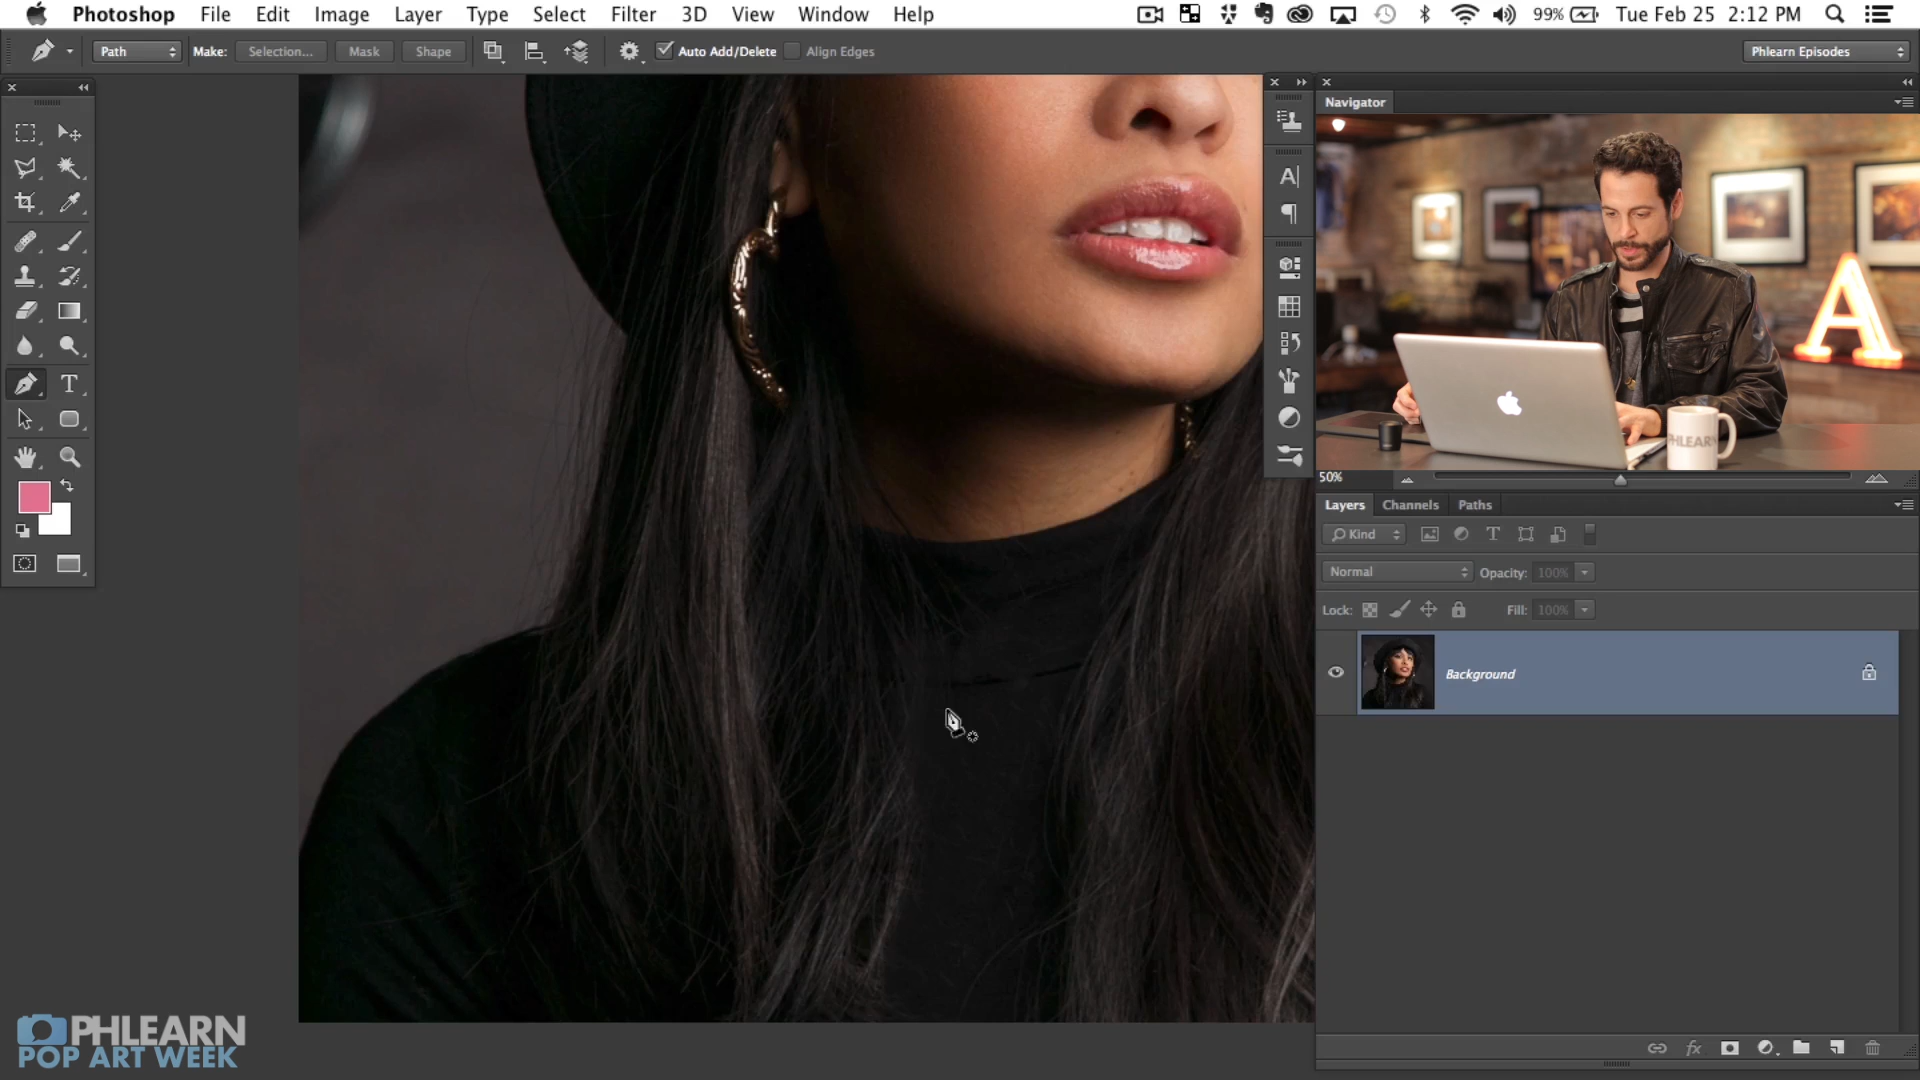 Photoshop File Edit Image Layer Type Select Filter 3D View Window Help 99% Tue Feb 25 2:12 PM
Path Make: Selection... Mask Shape Auto Add/Delete Align Edges Phlearn Episodes
Navigator
A
PHLEARN
50%
Layers Channels Paths
Kind
Normal Opacity: 100%
Lock: Fill: 100%
Background
PHLEARN
POP ART WEEK